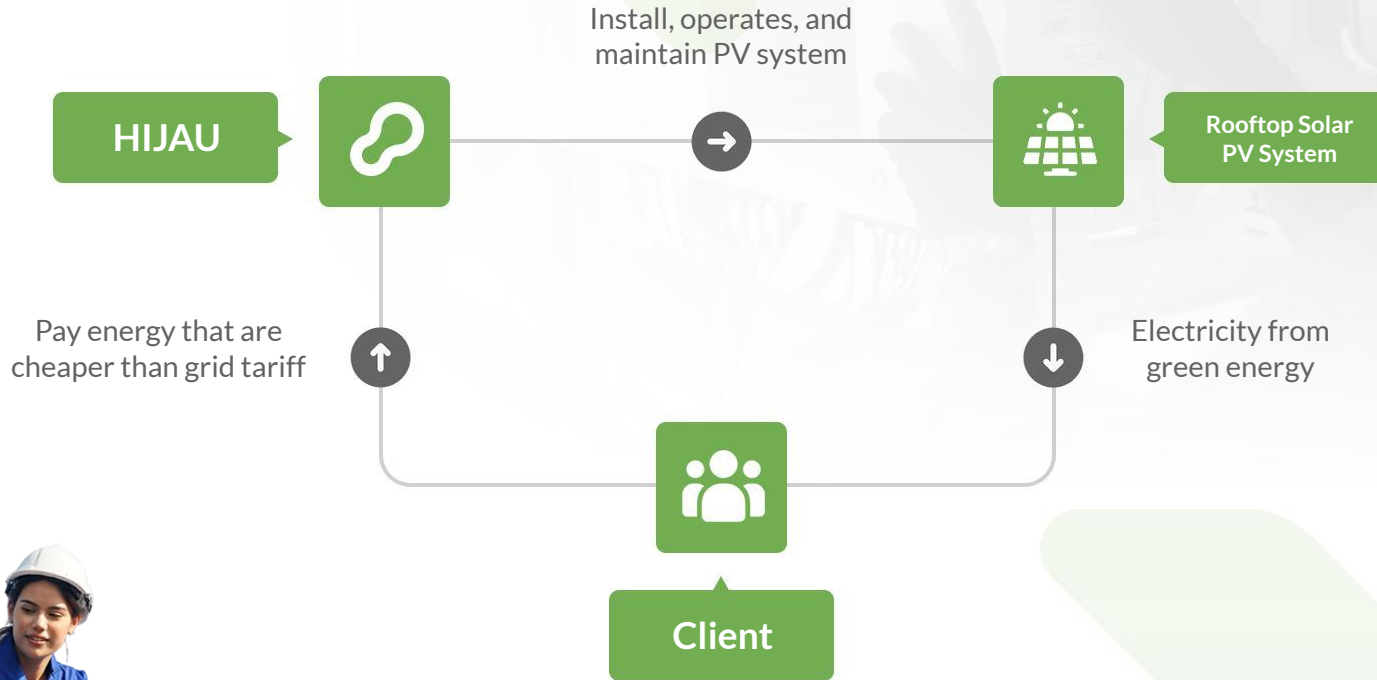 Install, operates, and
maintain PV system
HIJAU
Rooftop Solar
PV System
Pay energy that are
cheaper than grid tariff
Electricity from
green energy
Client